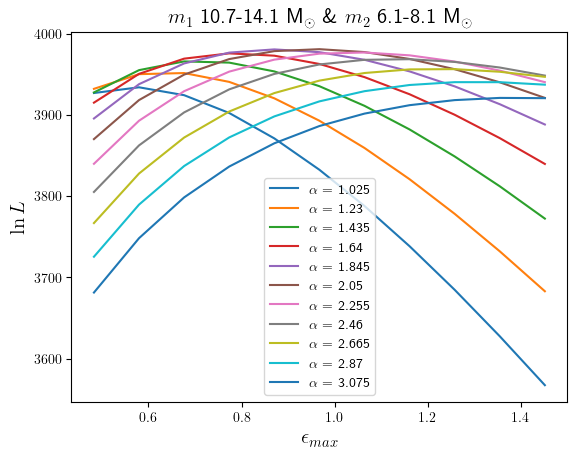 m₁ 10.7-14.1 M⊙ & m₂ 6.1-8.1 M⊙
ln L
4000
3900
3800
3700
3600
α = 1.025
α = 1.23
α = 1.435
α = 1.64
α = 1.845
α = 2.05
α = 2.255
α = 2.46
α = 2.665
α = 2.87
α = 3.075
0.6 0.8 1.0 1.2 1.4
ϵmax